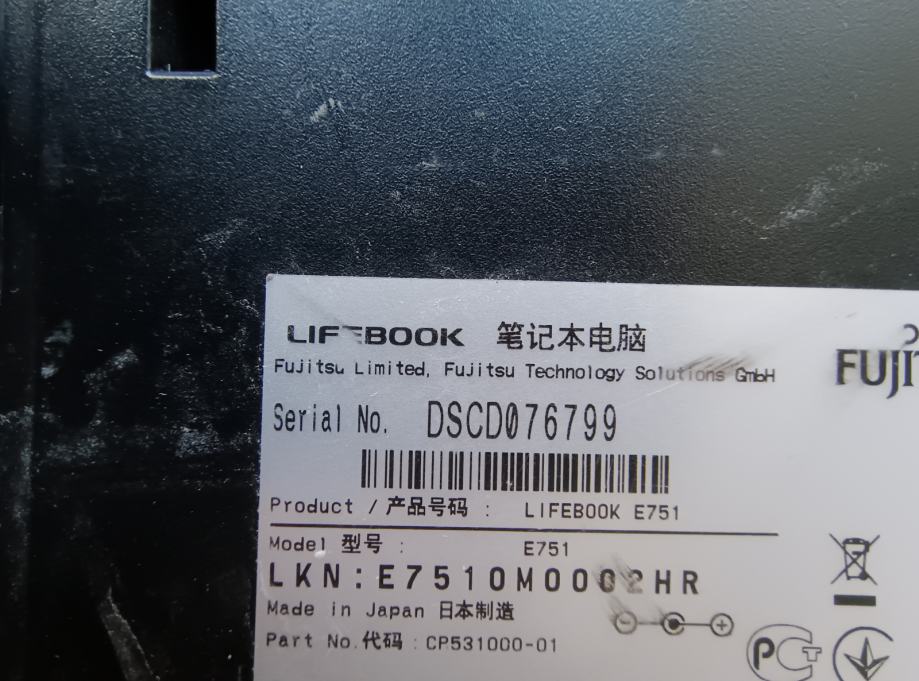 LIFEBOOK 笔记本电脑
FUJI
Fujitsu Limited, Fujitsu Technology Solutions GmbH
Serial No. DSCD076799
Product / 产品号码 : LIFEBOOK E751
Model 型号 : E751
LKN:E7510M0002HR
Made in Japan 日本制造
Part No.代码 : CP531000-01